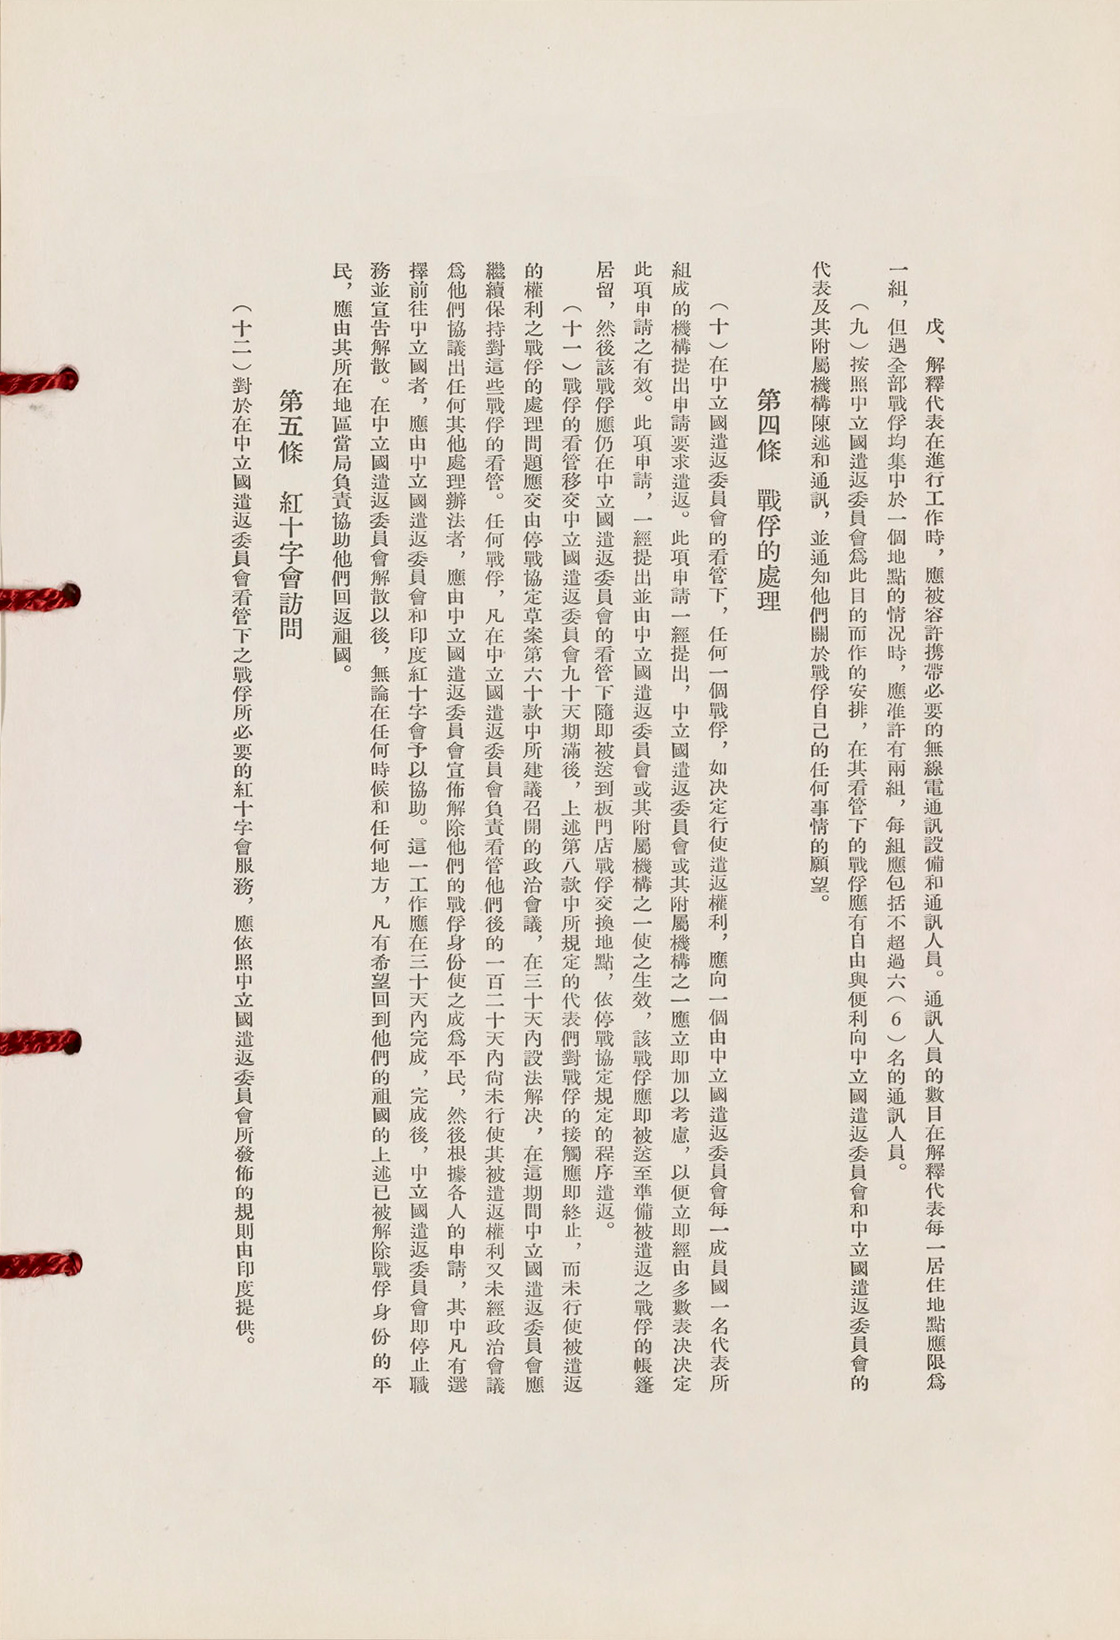 戊、解釋代表在進行工作時，應被容許携帶必要的無線電通訊設備和通訊人員。通訊人員的數目在解釋代表每一居住地點應限爲
一組，但遇全部戰俘均集中於一個地點的情况時，應准許有兩組，每組應包括不超過六（6）名的通訊人員。
（九）按照中立國遣返委員會爲此目的而作的安排，在其看管下的戰俘應有自由與便利向中立國遣返委員會和中立國遣返委員會的
代表及其附屬機構陳述和通訊，並通知他們關於戰俘自己的任何事情的願望。
第四條　戰俘的處理
（十）在中立國遣返委員會的看管下，任何一個戰俘，如决定行使遣返權利，應向一個由中立國遣返委員會每一成員國一名代表所
組成的機構提出申請要求遣返。此項申請一經提出，中立國遣返委員會或其附屬機構之一應立即加以考慮，以便立即經由多數表决決定
此項申請之有效。此項申請，一經提出並由中立國遣返委員會或其附屬機構之一使之生效，該戰俘應即被送至準備被遣返之戰俘的帳篷
居留，然後該戰俘應仍在中立國遣返委員會的看管下隨即被送到板門店戰俘交換地點，依停戰協定規定的程序遣返。
（十一）戰俘的看管移交中立國遣返委員會九十天期滿後，上述第八款中所規定的代表們對戰俘的接觸應即終止，而未行使被遣返
的權利之戰俘的處理問題應交由停戰協定草案第六十款中所建議召開的政治會議，在三十天內設法解决，在這期間中立國遣返委員會應
繼續保持對這些戰俘的看管。任何戰俘，凡在中立國遣返委員會負責看管他們後的一百二十天內尙未行使其被遣返權利又未經政治會議
爲他們協議出任何其他處理辦法者，應由中立國遣返委員會宣佈解除他們的戰俘身份使之成爲平民，然後根據各人的申請，其中凡有選
擇前往中立國者，應由中立國遣返委員會和印度紅十字會予以協助。這一工作應在三十天內完成，完成後，中立國遣返委員會即停止職
務並宣告解散。在中立國遣返委員會解散以後，無論在任何時候和任何地方，凡有希望回到他們的祖國的上述已被解除戰俘身份的平
民，應由其所在地區當局負責協助他們回返祖國。
第五條　紅十字會訪問
（十二）對於在中立國遣返委員會看管下之戰俘所必要的紅十字會服務，應依照中立國遣返委員會所發佈的規則由印度提供。